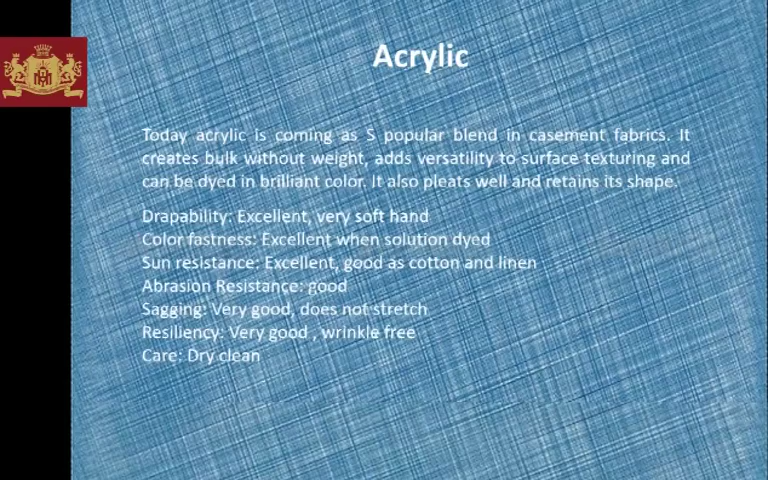 Acrylic
Today acrylic is coming as S popular blend in casement fabrics. It
creates bulk without weight, adds versatility to surface texturing and
can be dyed in brilliant color. It also pleats well and retains its shape.
Drapability: Excellent, very soft hand
Color fastness: Excellent when solution dyed
Sun resistance: Excellent, good as cotton and linen
Abrasion Resistance: good
Sagging: Very good, does not stretch
Resiliency: Very good , wrinkle free
Care: Dry clean